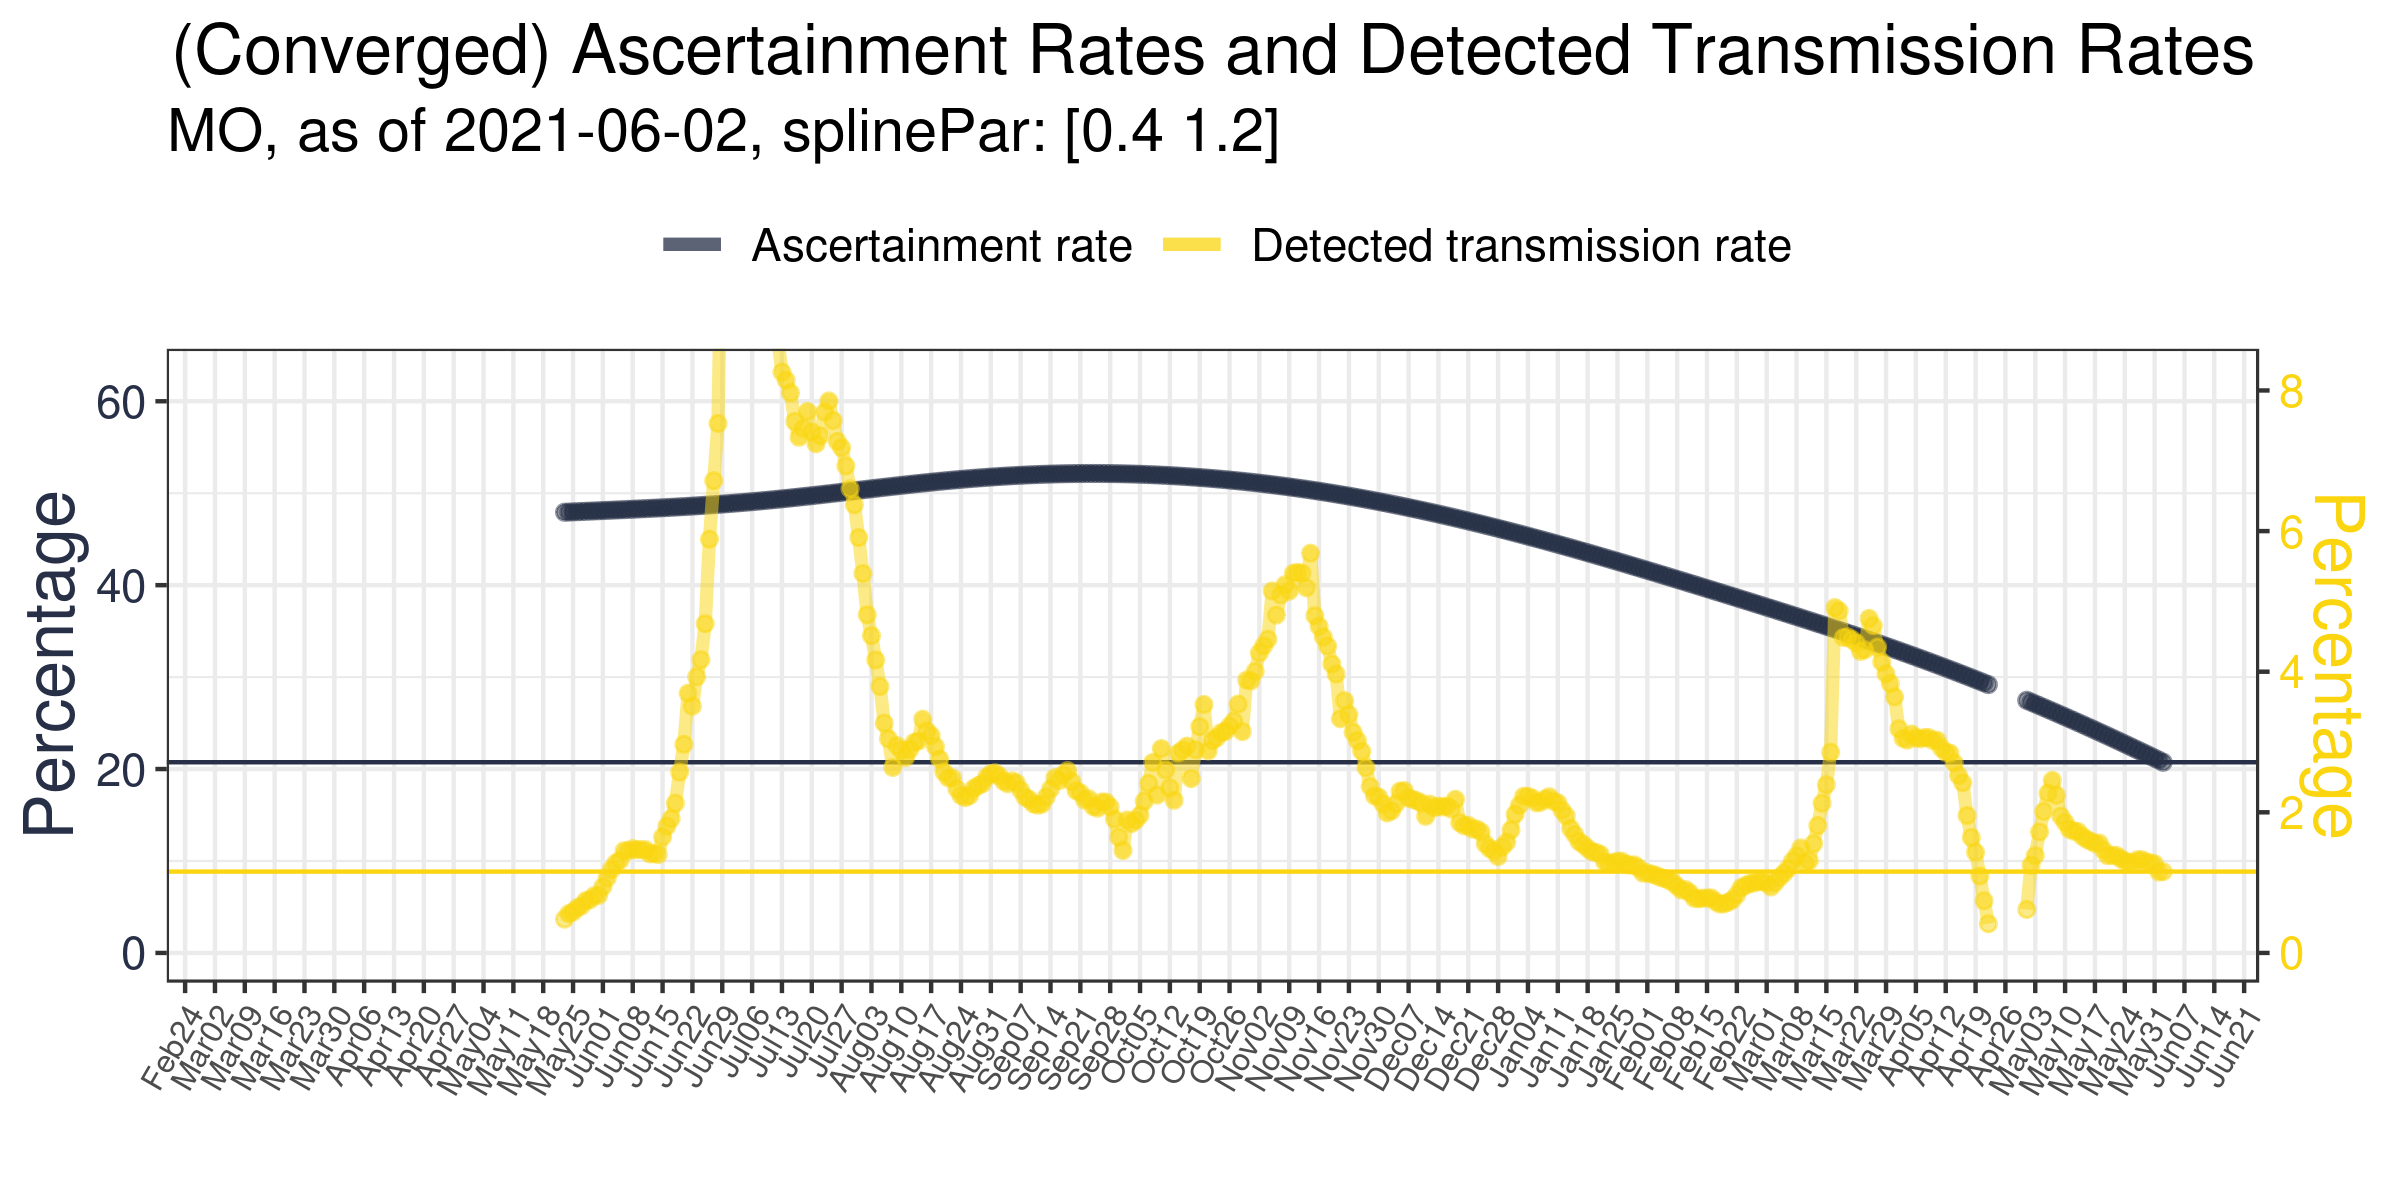 (Converged) Ascertainment Rates and Detected Transmission Rates
MO, as of 2021-06-02, splinePar: [0.4 1.2]
Ascertainment rate Detected transmission rate
Percentage
60
40
20
0
8
6
4
2
0
Percentage
Feb24
Mar02
Mar09
Mar16
Mar23
Mar30
Apr06
Apr13
Apr20
Apr27
May04
May11
May18
May25
Jun01
Jun08
Jun15
Jun22
Jun29
Jul06
Jul13
Jul20
Jul27
Aug03
Aug10
Aug17
Aug24
Aug31
Sep07
Sep14
Sep21
Sep28
Oct05
Oct12
Oct19
Oct26
Nov02
Nov09
Nov16
Nov23
Nov30
Dec07
Dec14
Dec21
Dec28
Jan04
Jan11
Jan18
Jan25
Feb01
Feb08
Feb15
Feb22
Mar01
Mar08
Mar15
Mar22
Mar29
Apr05
Apr12
Apr19
Apr26
May03
May10
May17
May24
May31
Jun07
Jun14
Jun21